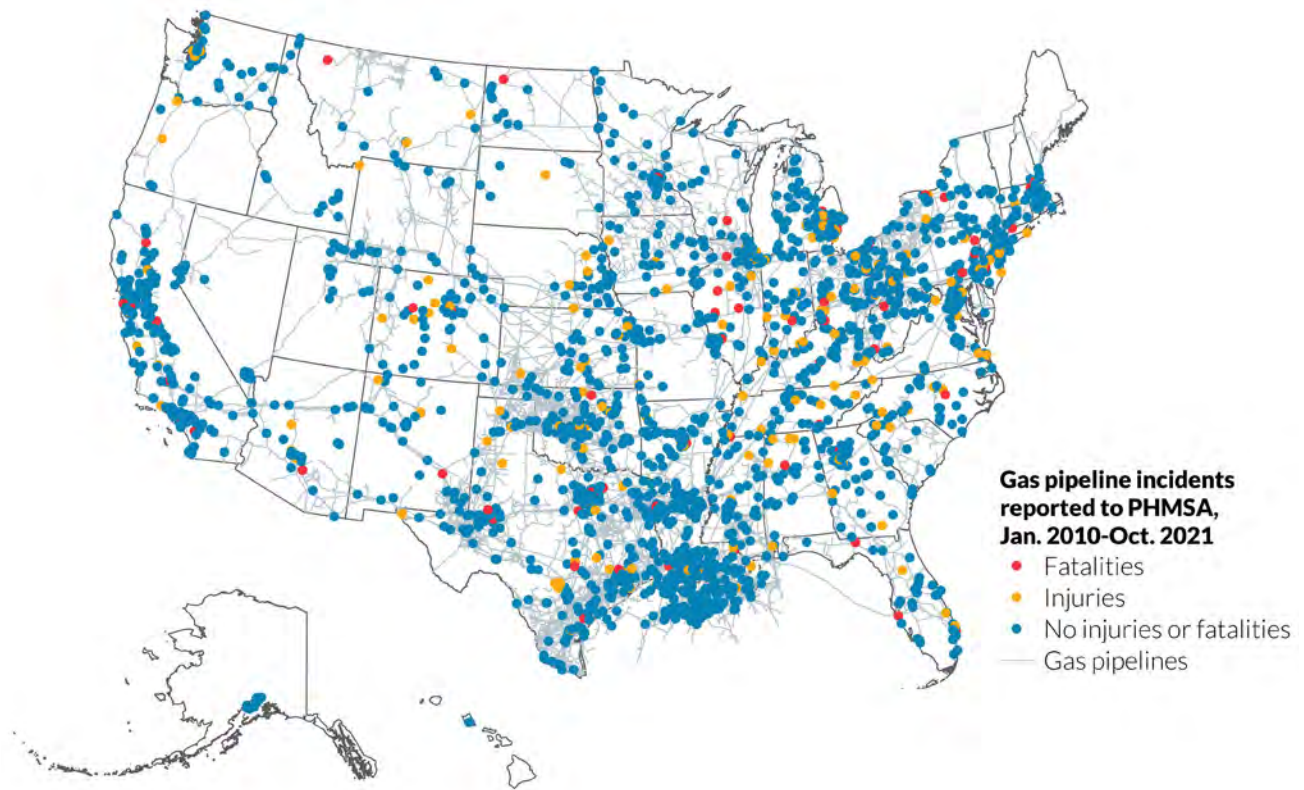 Gas pipeline incidents
reported to PHMSA,
Jan. 2010-Oct. 2021
Fatalities
Injuries
No injuries or fatalities
Gas pipelines